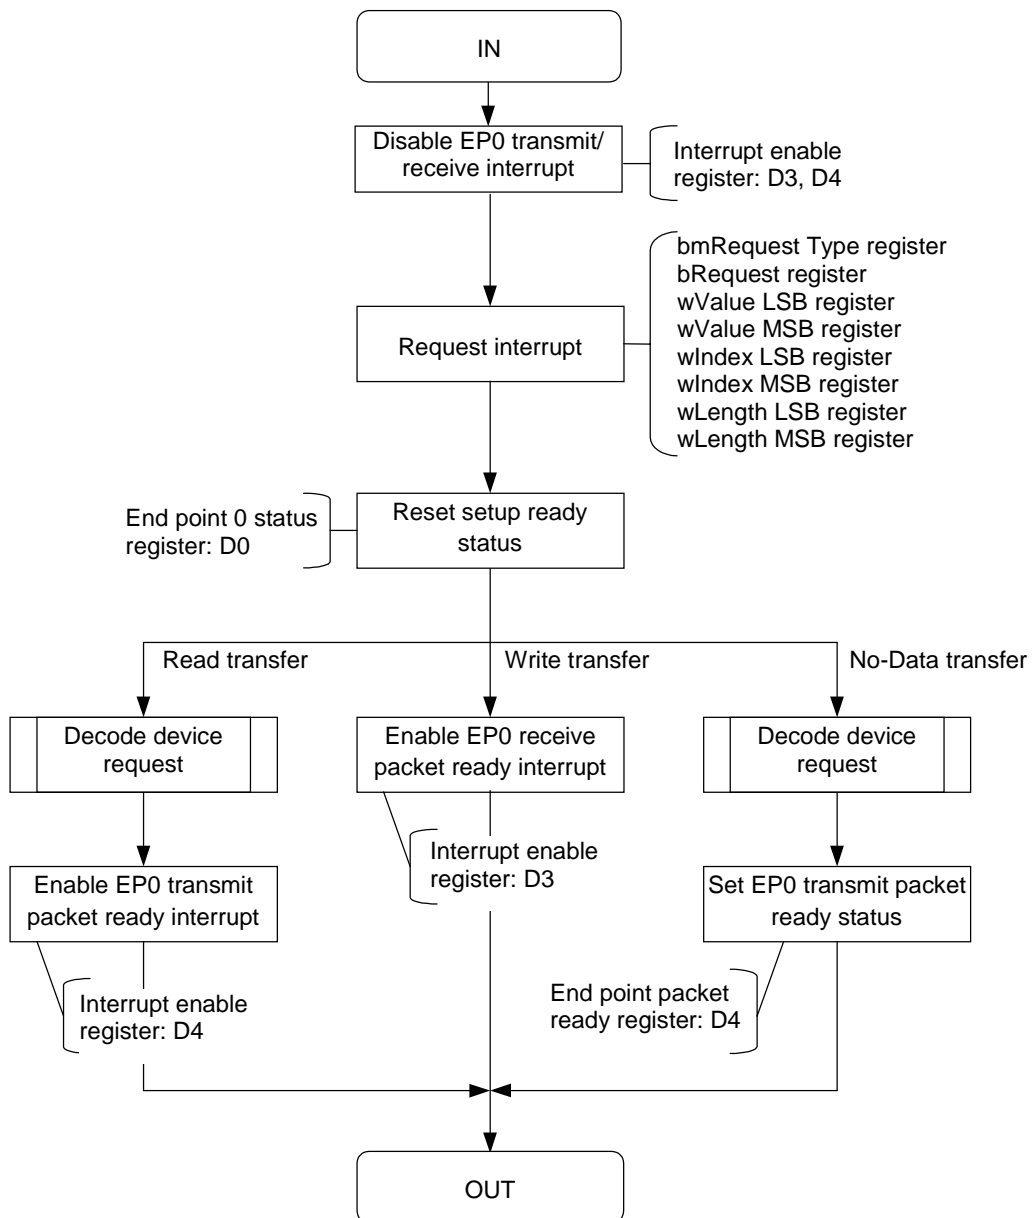 IN
Disable EP0 transmit/
receive interrupt
Interrupt enable
register: D3, D4
bmRequest Type register
bRequest register
wValue LSB register
wValue MSB register
wIndex LSB register
wIndex MSB register
wLength LSB register
wLength MSB register
Request interrupt
Reset setup ready
status
End point 0 status
register: D0
Read transfer
Write transfer
No-Data transfer
Decode device
request
Enable EP0 receive
packet ready interrupt
Decode device
request
Interrupt enable
register: D3
Enable EP0 transmit
packet ready interrupt
Set EP0 transmit packet
ready status
Interrupt enable
register: D4
End point packet
ready register: D4
OUT